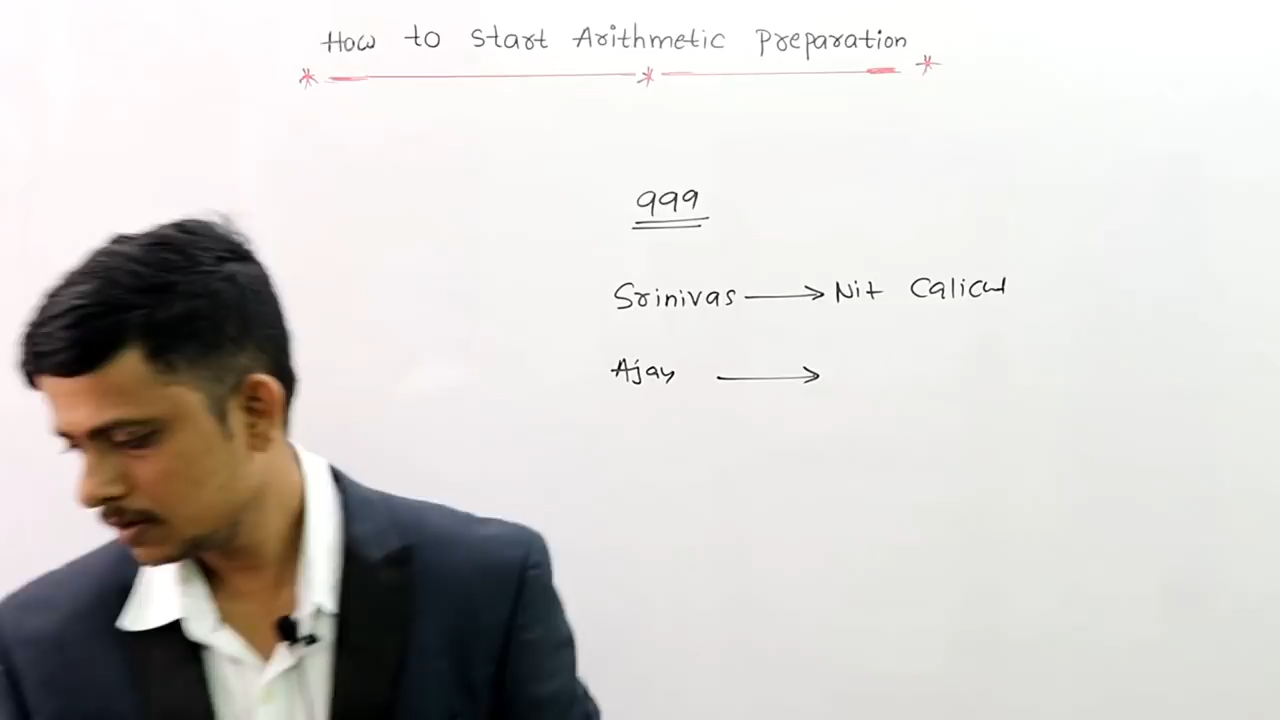 How to Start Arithmetic Preparation
999
Srinivas → Nit Calicut
Ajay →